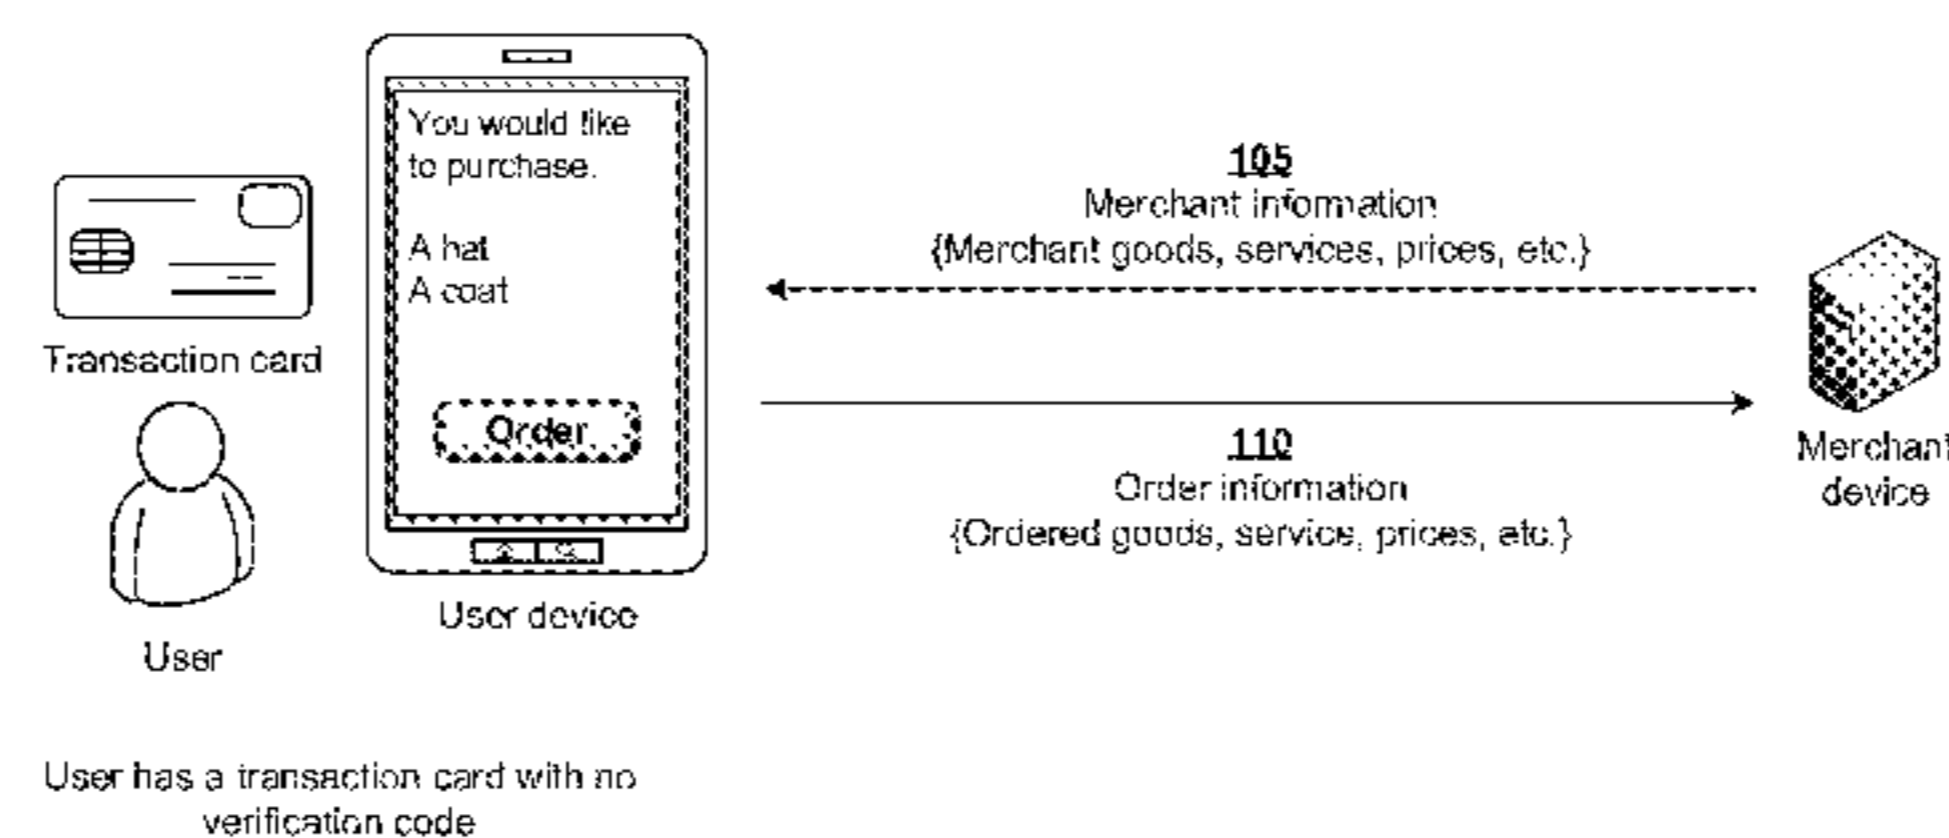 You would like
to purchase.
A hat
A coat
Order
Transaction card
User
User device
105
Merchant information
{Merchant goods, services, prices, etc.}
110
Order information
{Ordered goods, service, prices, etc.}
Merchant
device
User has a transaction card with no
verification code